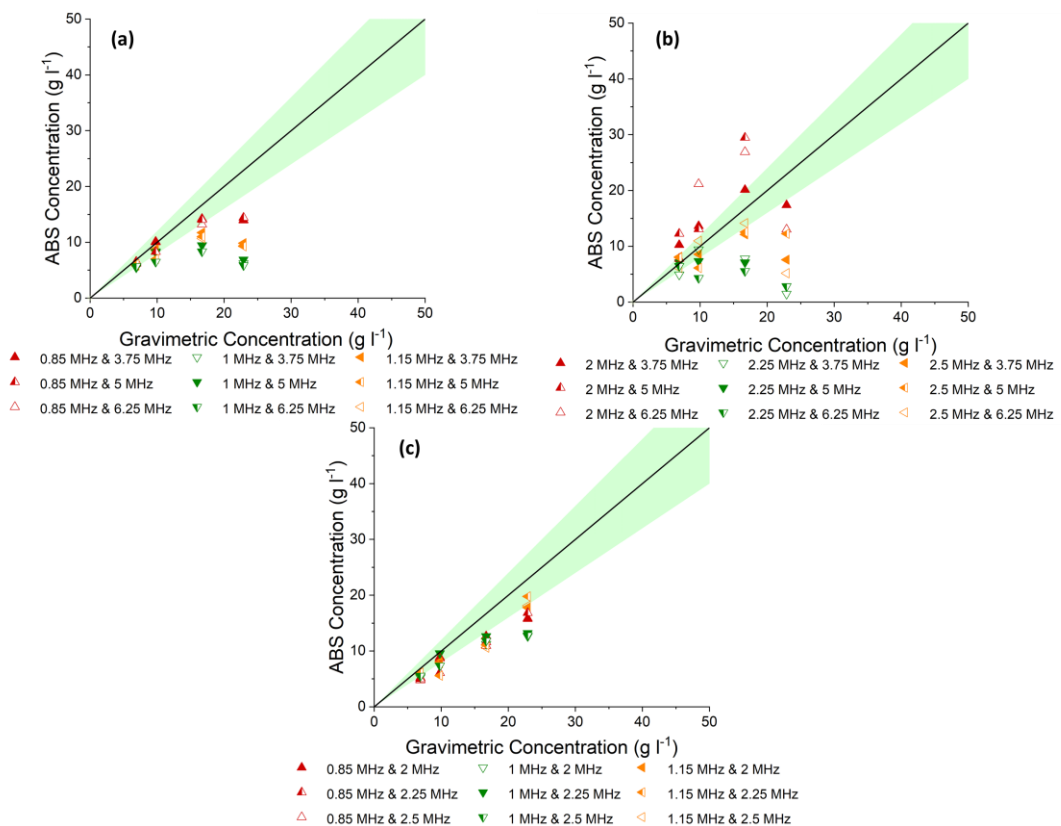 (a)
ABS Concentration (g l⁻¹)
50
40
30
20
10
0
0 10 20 30 40 50
Gravimetric Concentration (g l⁻¹)
0.85 MHz & 3.75 MHz 1 MHz & 3.75 MHz 1.15 MHz & 3.75 MHz
0.85 MHz & 5 MHz 1 MHz & 5 MHz 1.15 MHz & 5 MHz
0.85 MHz & 6.25 MHz 1 MHz & 6.25 MHz 1.15 MHz & 6.25 MHz
(b)
ABS Concentration (g l⁻¹)
50
40
30
20
10
0
0 10 20 30 40 50
Gravimetric Concentration (g l⁻¹)
2 MHz & 3.75 MHz 2.25 MHz & 3.75 MHz 2.5 MHz & 3.75 MHz
2 MHz & 5 MHz 2.25 MHz & 5 MHz 2.5 MHz & 5 MHz
2 MHz & 6.25 MHz 2.25 MHz & 6.25 MHz 2.5 MHz & 6.25 MHz
(c)
ABS Concentration (g l⁻¹)
50
40
30
20
10
0
0 10 20 30 40 50
Gravimetric Concentration (g l⁻¹)
0.85 MHz & 2 MHz 1 MHz & 2 MHz 1.15 MHz & 2 MHz
0.85 MHz & 2.25 MHz 1 MHz & 2.25 MHz 1.15 MHz & 2.25 MHz
0.85 MHz & 2.5 MHz 1 MHz & 2.5 MHz 1.15 MHz & 2.5 MHz